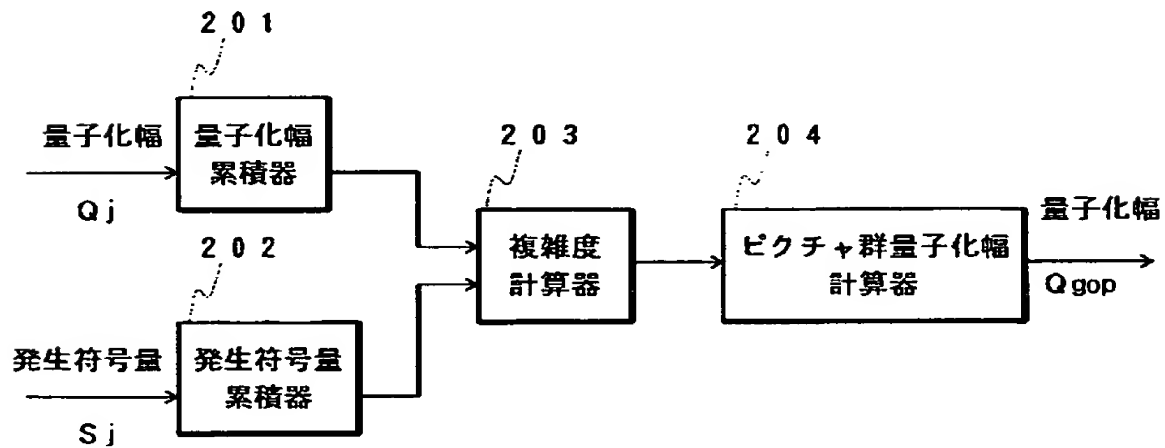 201
量子化幅
Qj
量子化幅
累積器
202
発生符号量
Sj
発生符号量
累積器
203
複雑度
計算器
204
ピクチャ群量子化幅
計算器
量子化幅
Qgop